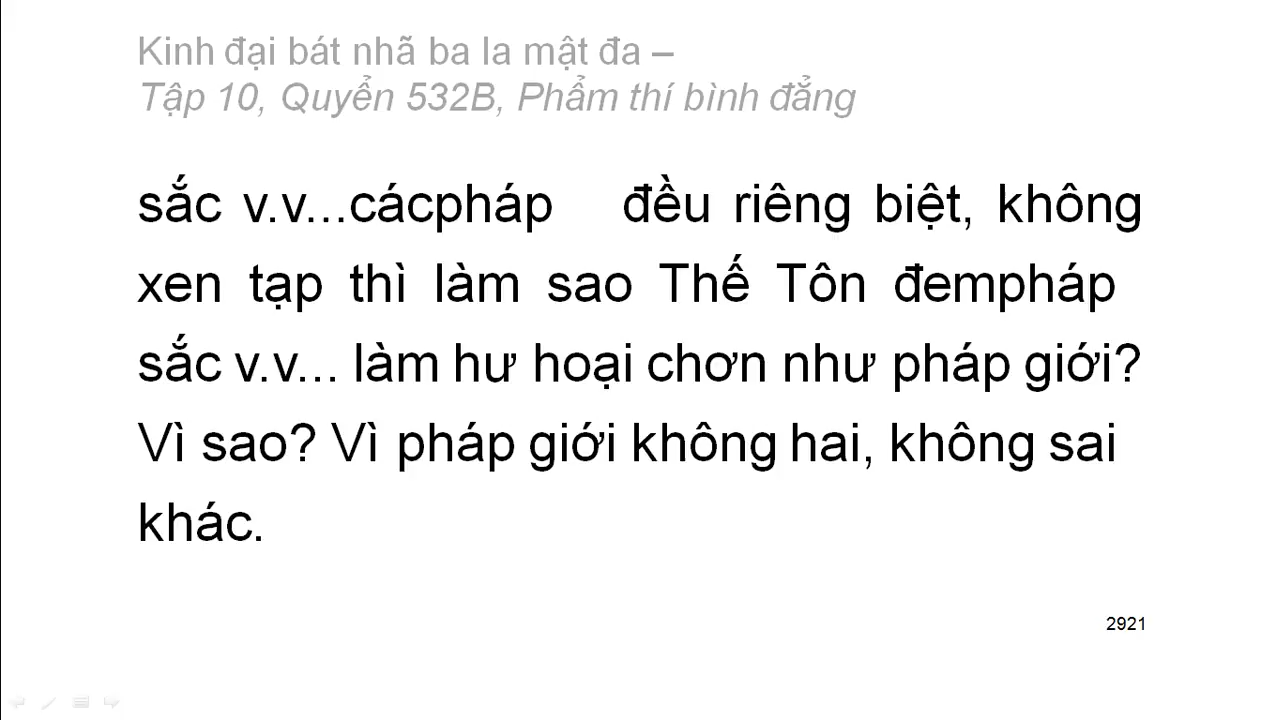 Kinh đại bát nhã ba la mật đa –
Tập 10, Quyển 532B, Phẩm thí bình đẳng
sắc v.v...cácpháp đều riêng biệt, không
xen tạp thì làm sao Thế Tôn đempháp
sắc v.v... làm hư hoại chơn như pháp giới?
Vì sao? Vì pháp giới không hai, không sai
khác.
2921